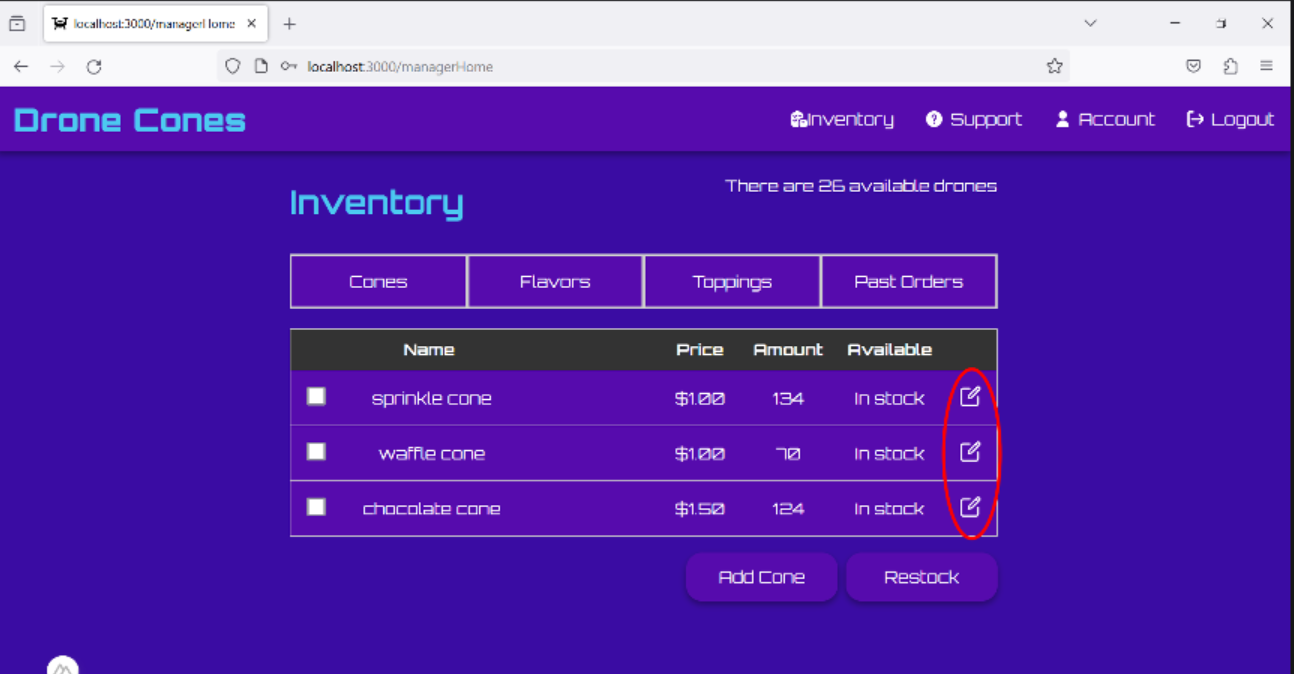 localhost:3000/managerHome
localhost:3000/managerHome
Drone Cones
Inventory
Support
Account
Logout
Inventory
There are 26 available drones
Cones
Flavors
Toppings
Past Orders
Name Price Amount Available
sprinkle cone $1.00 134 In stock
waffle cone $1.00 70 In stock
chocolate cone $1.50 124 In stock
Add Cone
Restock